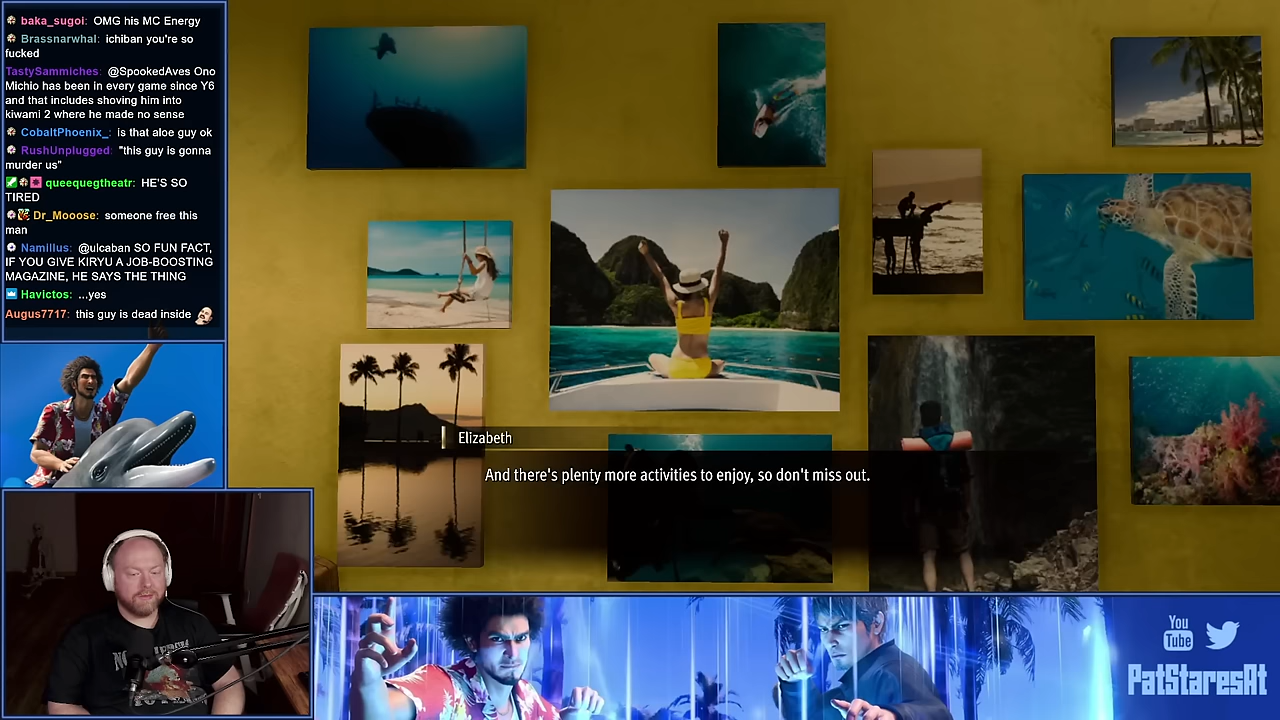 baka_sugoi: OMG his MC Energy
Brassnarwhal: ichiban you're so
fucked
TastySammiches: @SpookedAves Ono
Michio has been in every game since Y6
and that includes shoving him into
kiwami 2 where he made no sense
CobaltPhoenix_: is that aloe guy ok
RushUnplugged: "this guy is gonna
murder us"
queequegtheatr: HE'S SO
TIRED
Dr_Mooose: someone free this
man
Namillus: @ulcaban SO FUN FACT,
IF YOU GIVE KIRYU A JOB-BOOSTING
MAGAZINE, HE SAYS THE THING
Havictos: ...yes
Augus7717: this guy is dead inside
Elizabeth
And there's plenty more activities to enjoy, so don't miss out.
You
Tube
PatStaresAt